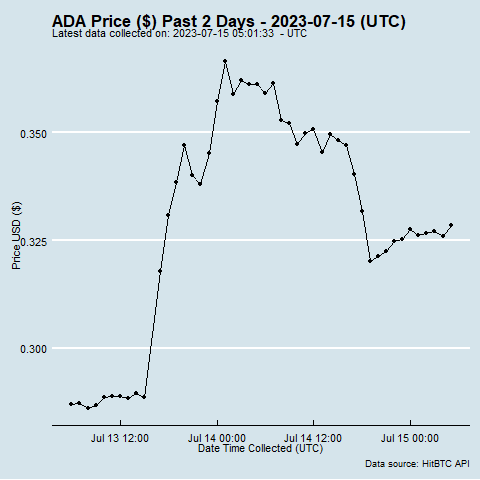 ADA Price ($) Past 2 Days - 2023-07-15 (UTC)
Latest data collected on: 2023-07-15 05:01:33  - UTC
0.350
0.325
0.300
Price USD ($)
Jul 13 12:00
Jul 14 00:00
Jul 14 12:00
Jul 15 00:00
Date Time Collected (UTC)
Data source: HitBTC API